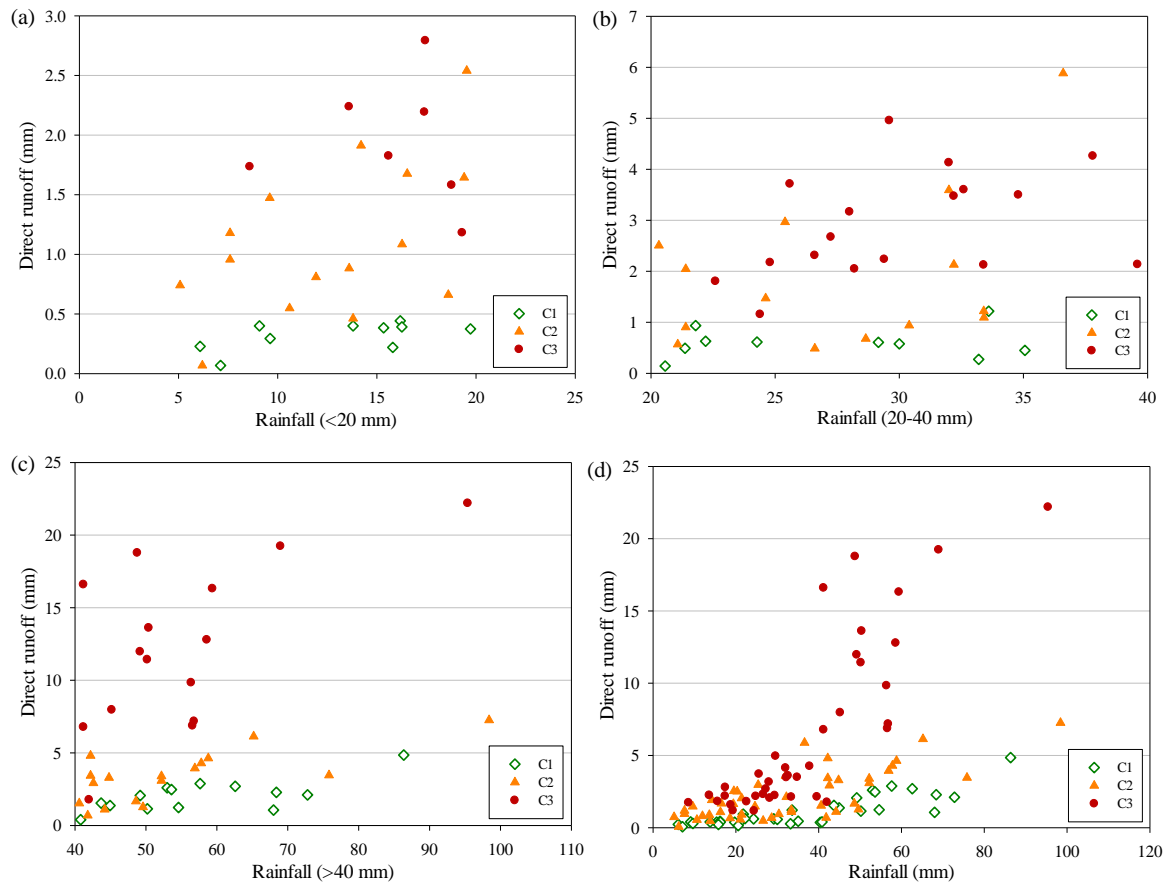 (a)
3.0
2.5
2.0
1.5
1.0
0.5
0.0
Direct runoff (mm)
0 5 10 15 20 25
Rainfall (<20 mm)
C1
C2
C3
(b)
7
6
5
4
3
2
1
0
Direct runoff (mm)
20 25 30 35 40
Rainfall (20-40 mm)
C1
C2
C3
(c)
25
20
15
10
5
0
Direct runoff (mm)
40 50 60 70 80 90 100 110
Rainfall (>40 mm)
C1
C2
C3
(d)
25
20
15
10
5
0
Direct runoff (mm)
0 20 40 60 80 100 120
Rainfall (mm)
C1
C2
C3